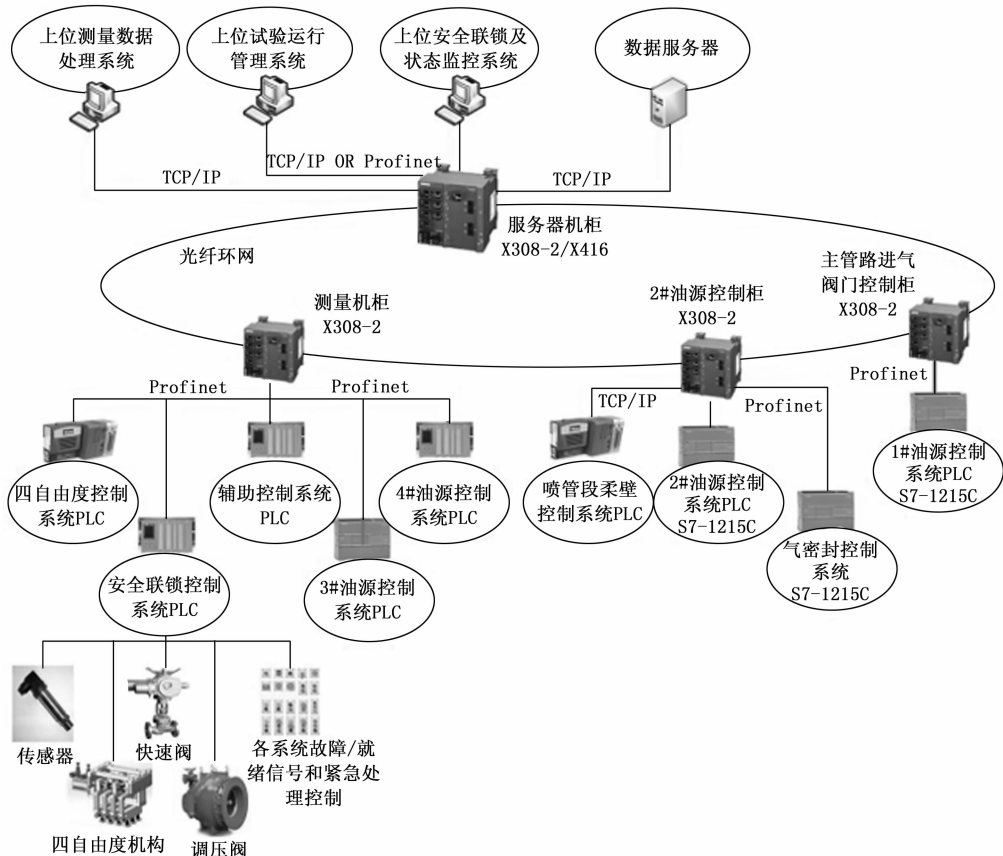 上位测量数据
处理系统
上位试验运行
管理系统
上位安全联锁及
状态监控系统
数据服务器
TCP/IP
TCP/IP OR Profinet
TCP/IP
服务器机柜
X308-2/X416
光纤环网
测量机柜
X308-2
2#油源控制柜
X308-2
主管路进气
阀门控制柜
X308-2
Profinet
Profinet
TCP/IP
Profinet
Profinet
四自由度控制
系统PLC
辅助控制系统
PLC
4#油源控制
系统PLC
喷管段柔壁
控制系统PLC
2#油源控制
系统PLC
S7-1215C
1#油源控制
系统PLC
S7-1215C
安全联锁控制
系统PLC
3#油源控制
系统PLC
气密封控制
系统
S7-1215C
传感器
快速阀
各系统故障/就
绪信号和紧急处
理控制
四自由度机构
调压阀